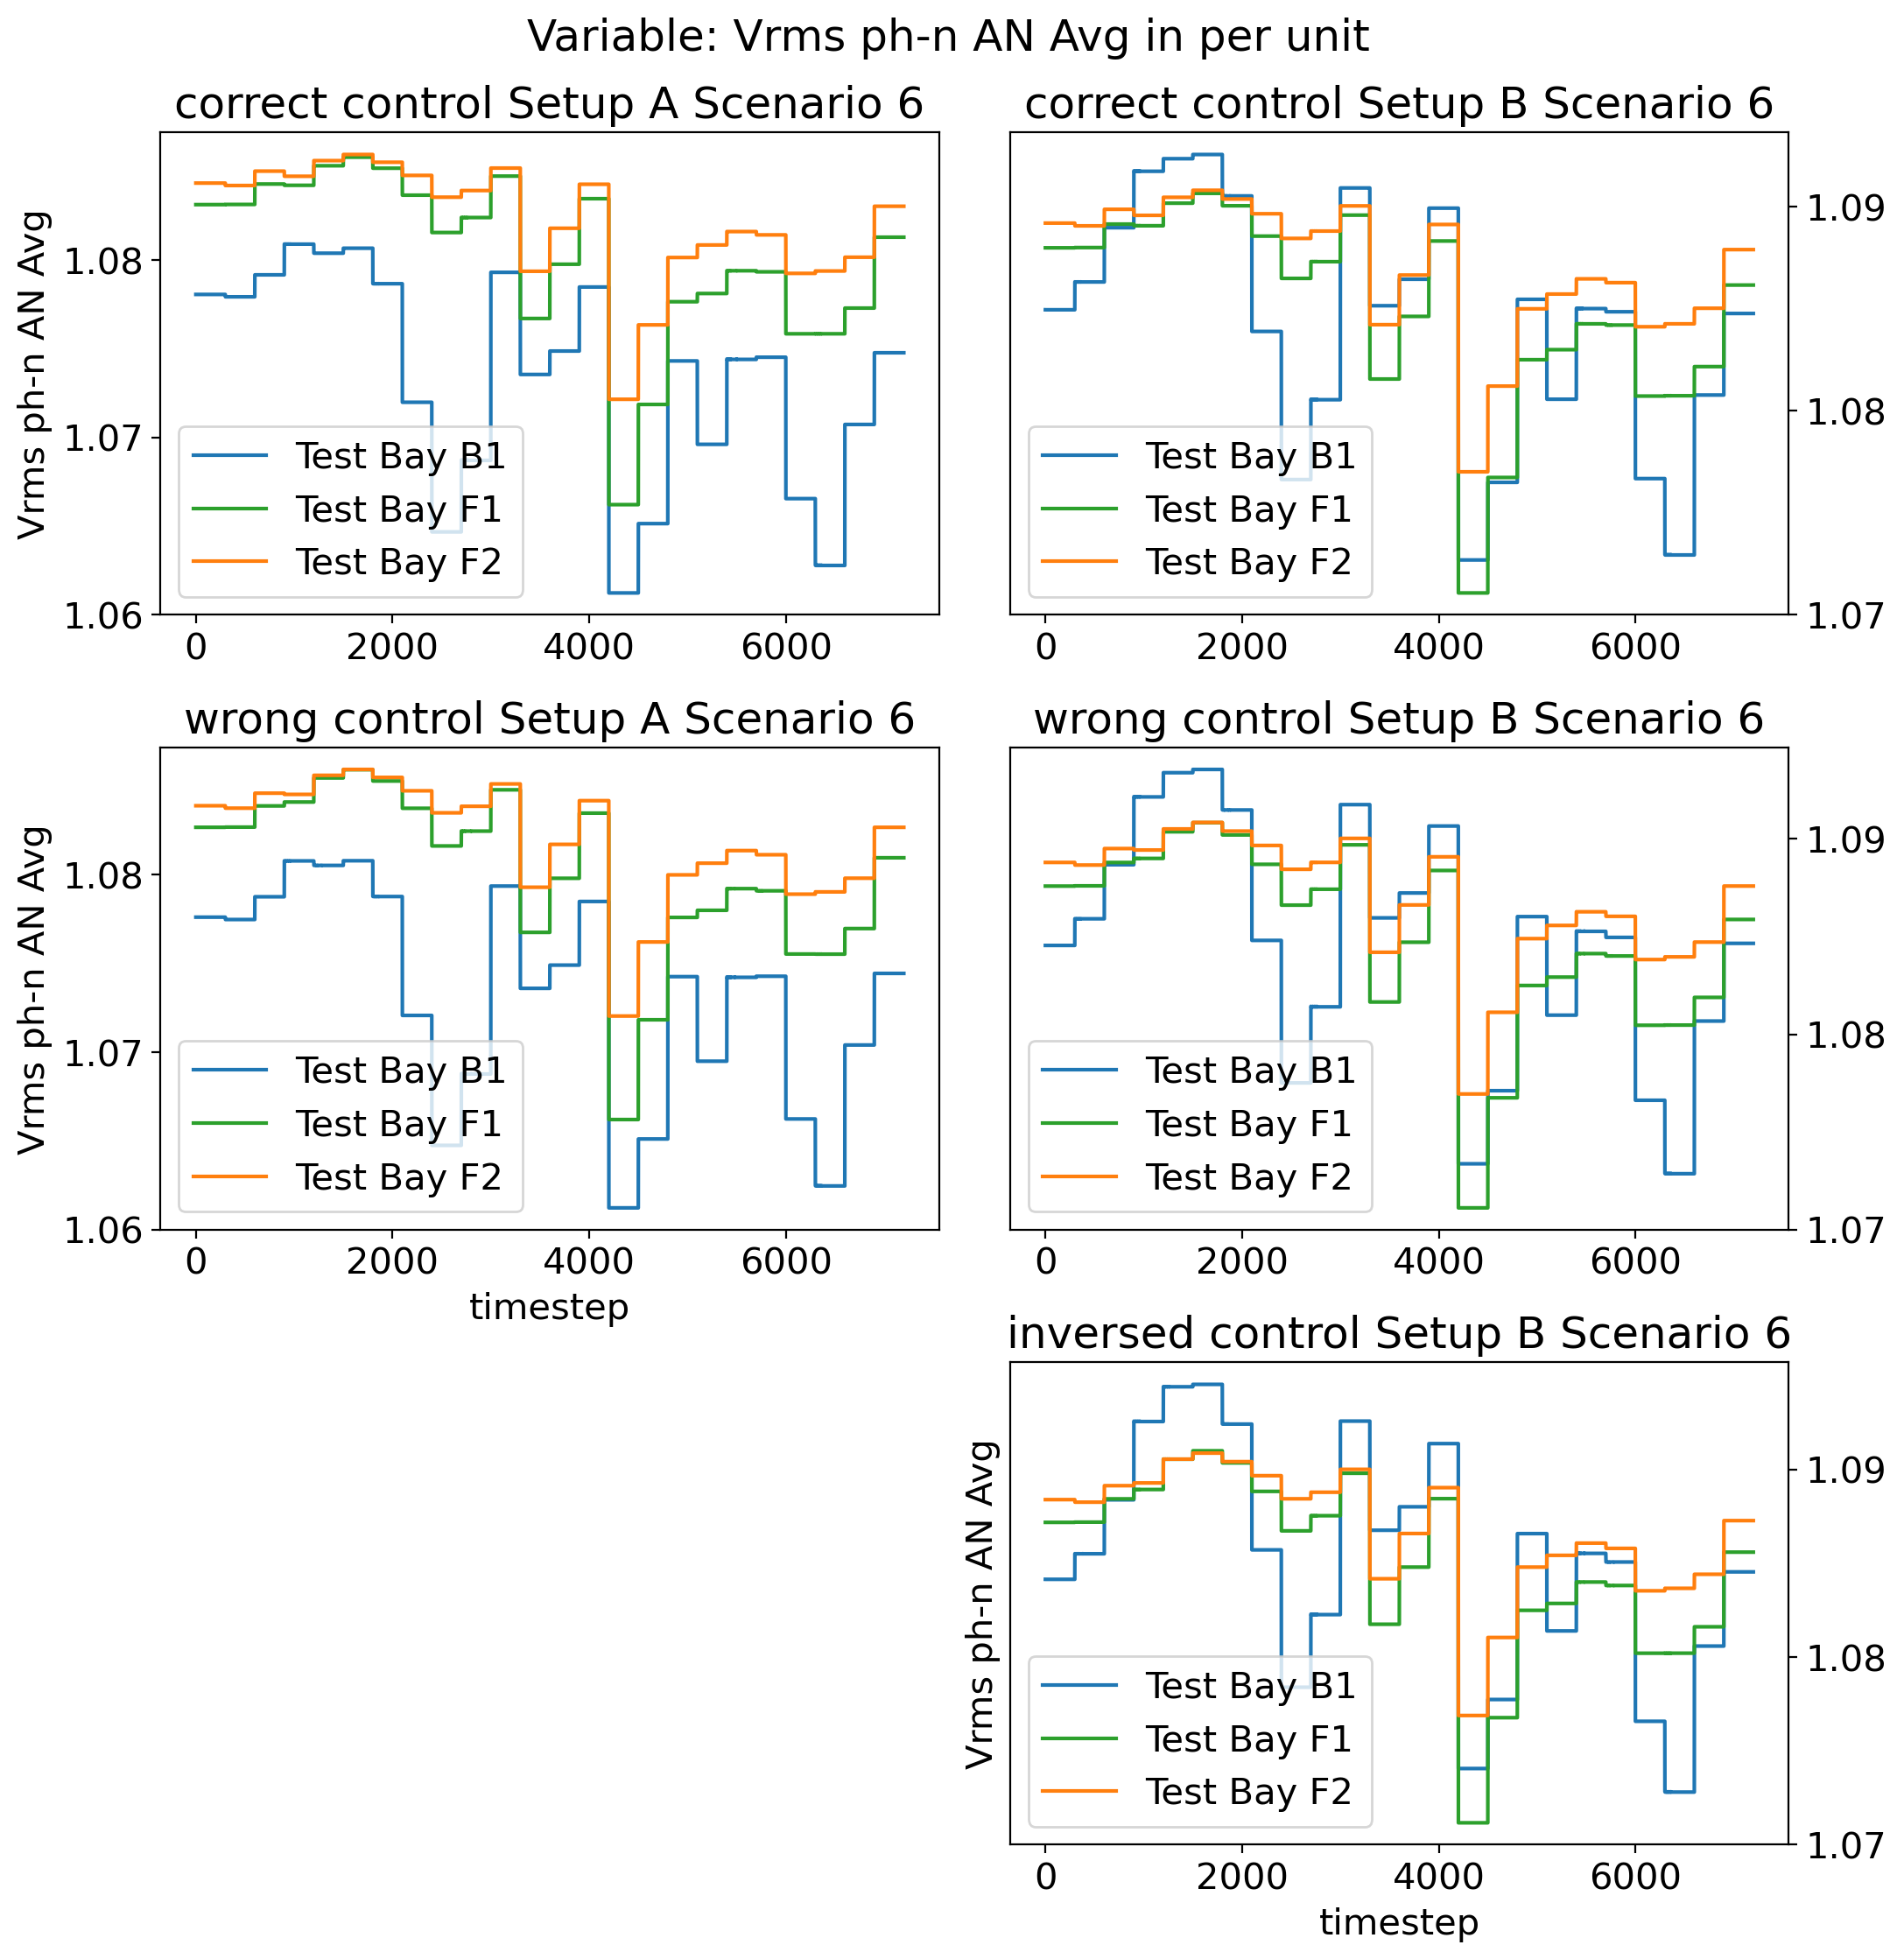 Variable: Vrms ph-n AN Avg in per unit
correct control Setup A Scenario 6
Vrms ph-n AN Avg
1.08
1.07
1.06
Test Bay B1
Test Bay F1
Test Bay F2
0 2000 4000 6000
correct control Setup B Scenario 6
1.09
1.08
1.07
Test Bay B1
Test Bay F1
Test Bay F2
0 2000 4000 6000
wrong control Setup A Scenario 6
Vrms ph-n AN Avg
1.08
1.07
1.06
Test Bay B1
Test Bay F1
Test Bay F2
0 2000 4000 6000
timestep
wrong control Setup B Scenario 6
1.09
1.08
1.07
Test Bay B1
Test Bay F1
Test Bay F2
0 2000 4000 6000
inversed control Setup B Scenario 6
Vrms ph-n AN Avg
1.09
1.08
1.07
Test Bay B1
Test Bay F1
Test Bay F2
0 2000 4000 6000
timestep